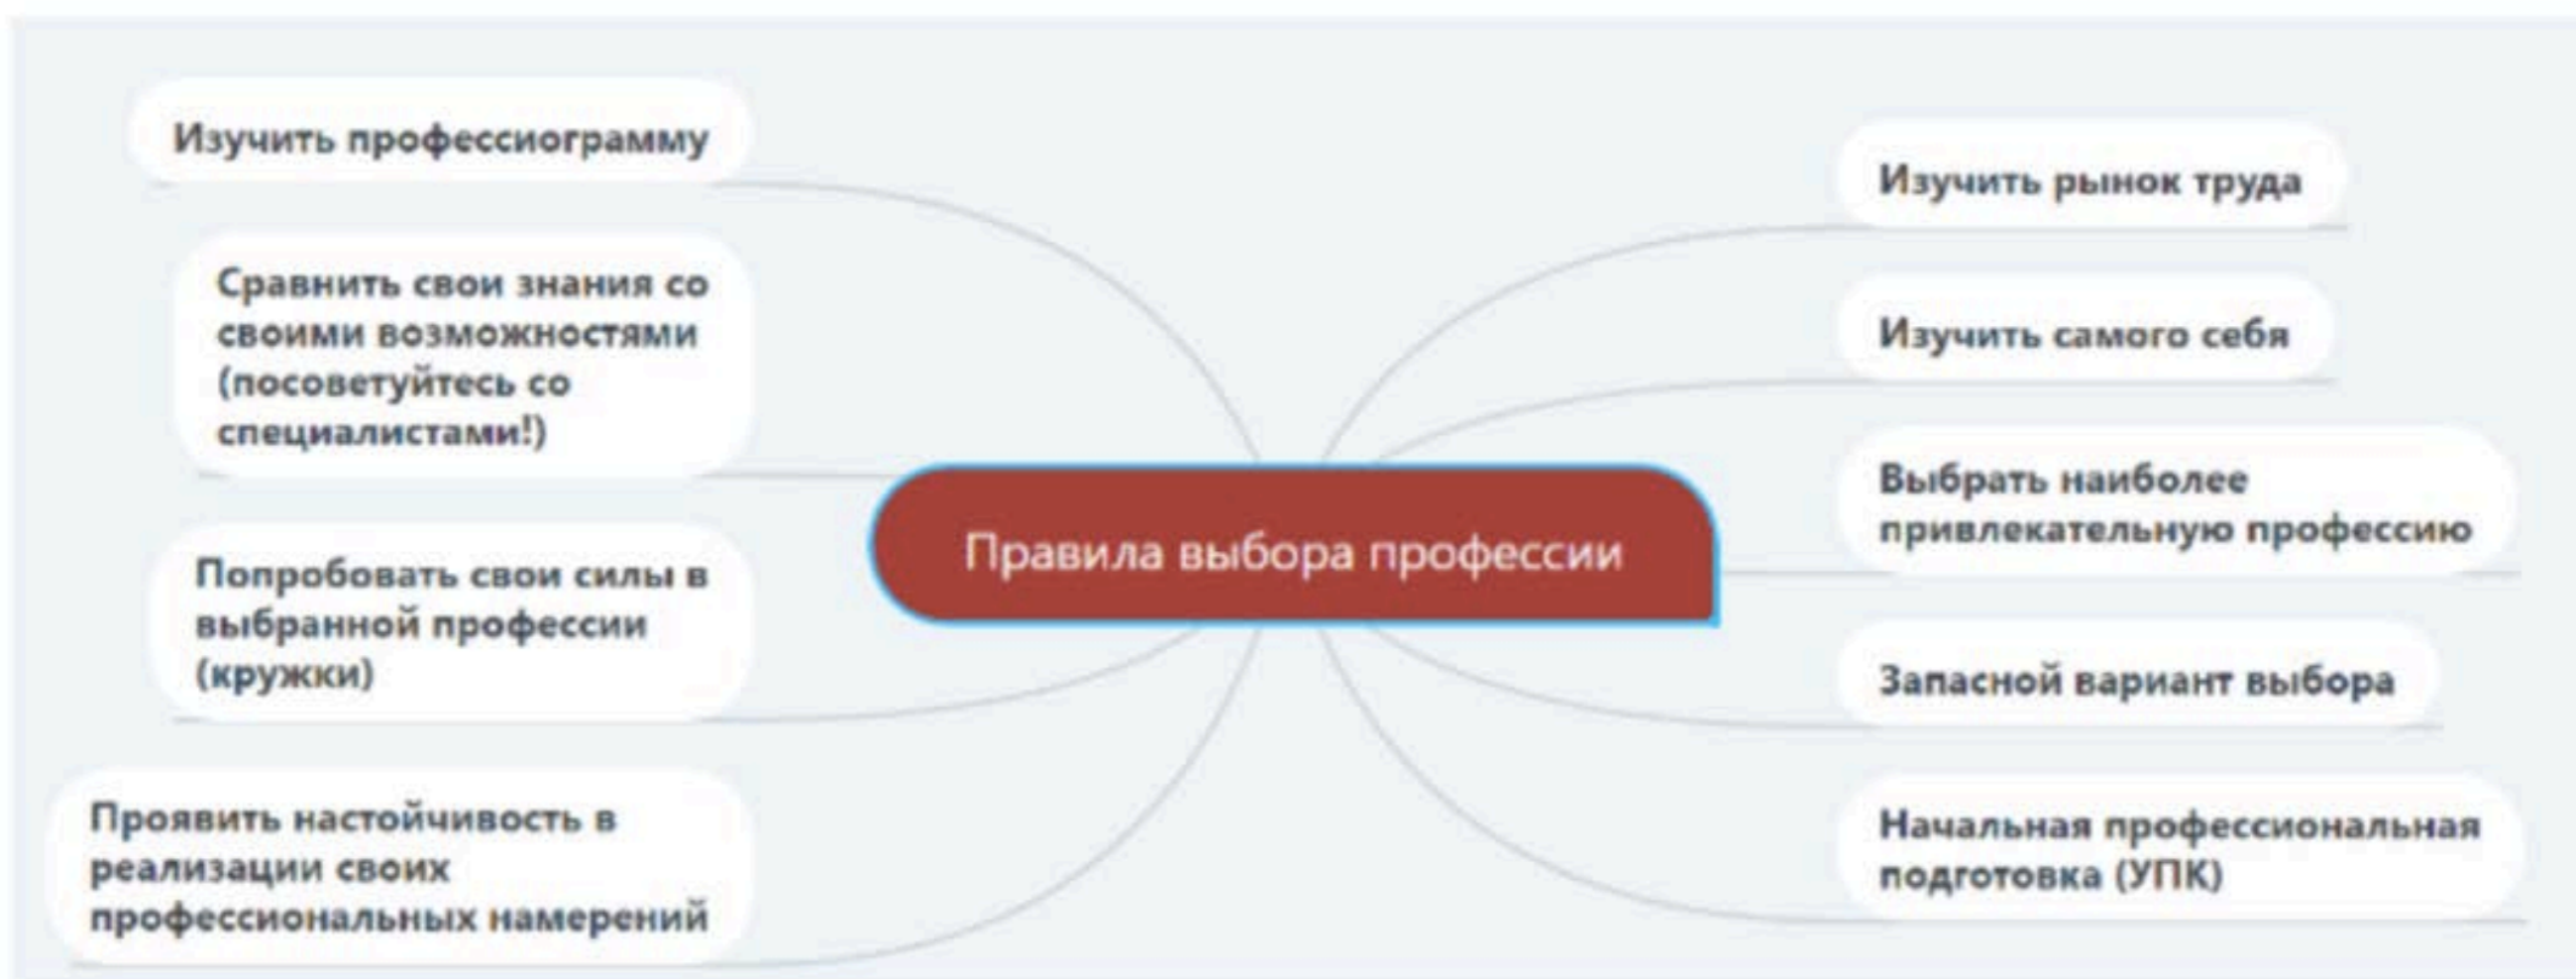 Изучить профессиограмму
Сравнить свои знания со
своими возможностями
(посоветуйтесь со
специалистами!)
Попробовать свои силы в
выбранной профессии
(кружки)
Проявить настойчивость в
реализации своих
профессиональных намерений
Правила выбора профессии
Изучить рынок труда
Изучить самого себя
Выбрать наиболее
привлекательную профессию
Запасной вариант выбора
Начальная профессиональная
подготовка (УПК)